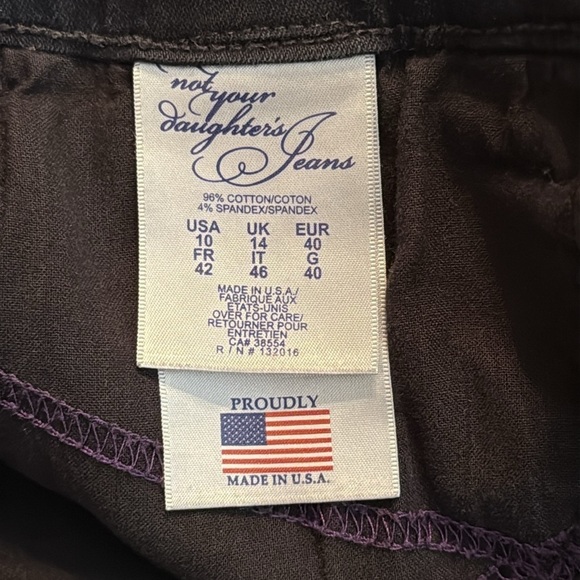 not your
daughter's
Jeans
96% COTTON/COTON
4% SPANDEX/SPANDEX
USA UK EUR
10 14 40
FR IT G
42 46 40
MADE IN U.S.A./
FABRIQUE AUX
ETATS-UNIS
OVER FOR CARE/
RETOURNER POUR
ENTRETIEN
CA# 38554
R / N # 132016
PROUDLY
MADE IN U.S.A.